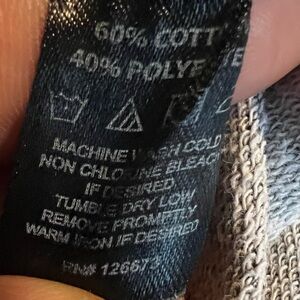 60% COTT
40% POLYE
MACHINE WASH COLD
NON CHLORINE BLEACH
IF DESIRED
TUMBLE DRY LOW
REMOVE PROMPTLY
WARM IRON IF DESIRED
RN# 126673